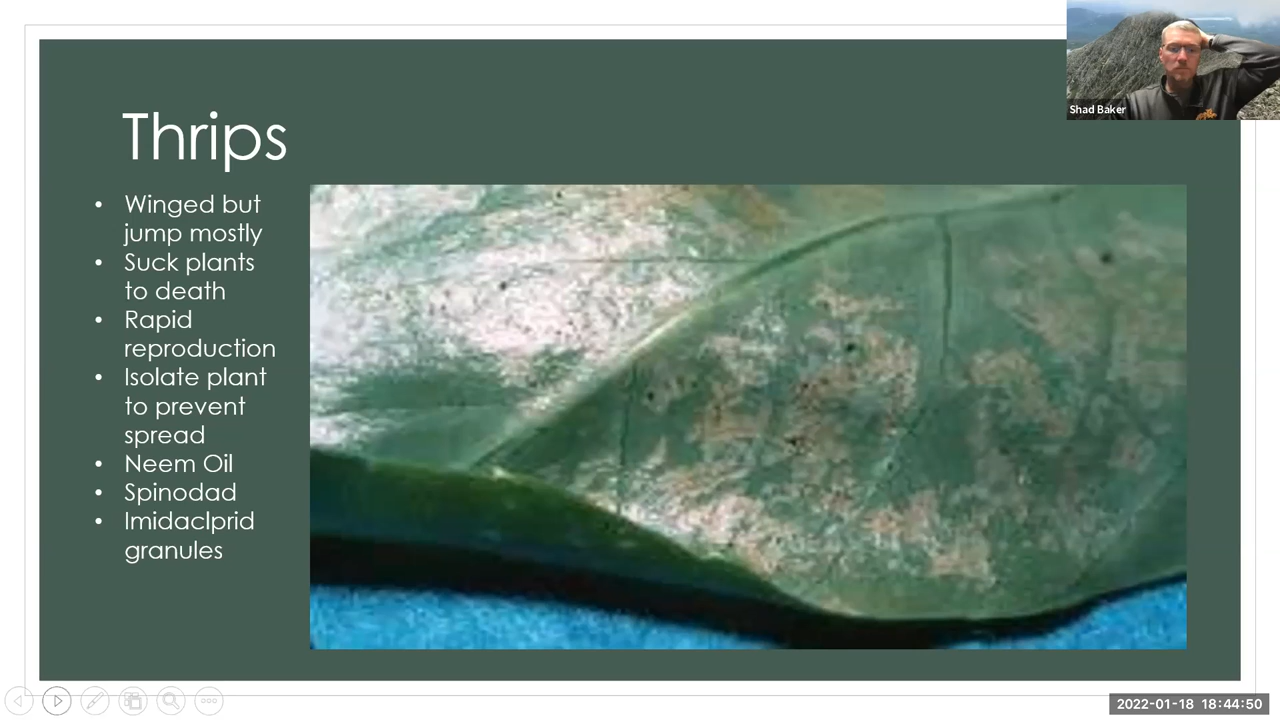 Shad Baker
Thrips
• Winged but
jump mostly
• Suck plants
to death
• Rapid
reproduction
• Isolate plant
to prevent
spread
• Neem Oil
• Spinodad
• Imidaclprid
granules
2022-01-18 18:44:50